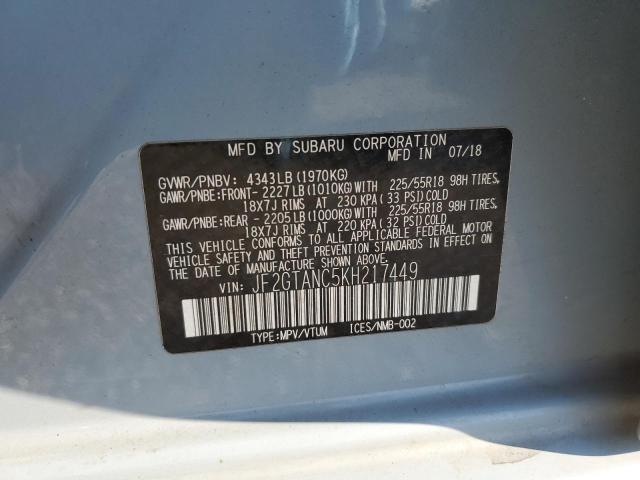 MFD BY SUBARU CORPORATION
MFD IN 07/18
GVWR/PNBV: 4343LB(1970KG)
GAWR/PNBE:FRONT- 2227LB(1010KG)WITH 225/55R18 98H TIRES,
18X7J RIMS AT 230 KPA(33 PSI)COLD
GAWR/PNBE:REAR - 2205LB(1000KG)WITH 225/55R18 98H TIRES,
18X7J RIMS AT 220 KPA(32 PSI)COLD
THIS VEHICLE CONFORMS TO ALL APPLICABLE FEDERAL MOTOR
VEHICLE SAFETY AND THEFT PREVENTION STANDARDS IN EFFECT
ON THE DATE OF MANUFACTURE SHOWN ABOVE.
VIN: JF2GTANC5KH217449
TYPE:MPV/VTUM ICES/NMB-002